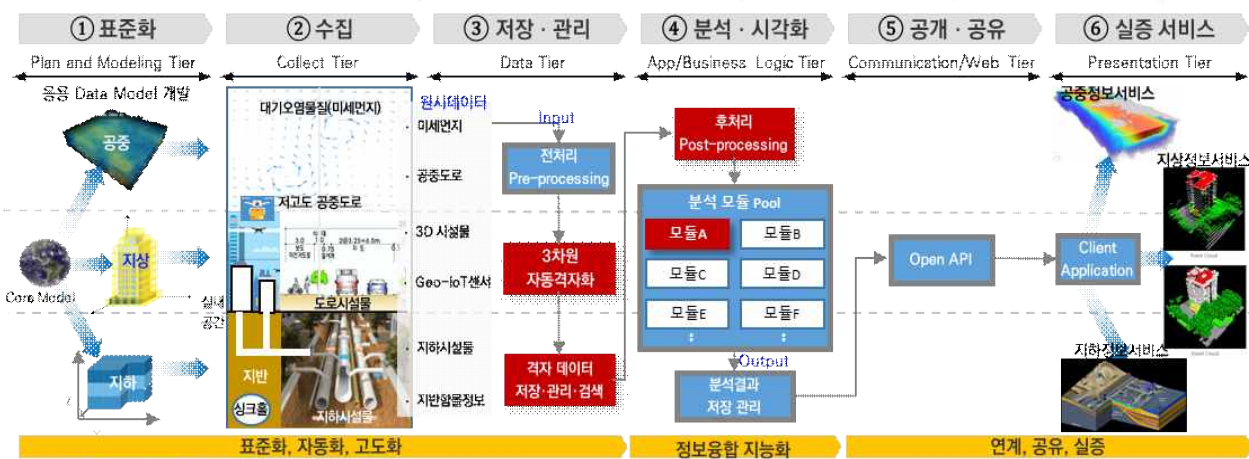 ① 표준화
② 수집
③ 저장 · 관리
④ 분석 · 시각화
⑤ 공개 · 공유
⑥ 실증 서비스
Plan and Modeling Tier
Collect Tier
Data Tier
App/Business Logic Tier
Communication/Web Tier
Presentation Tier
응용 Data Model 개발
공중
지상
Core Model
실내
공간
지하
대기오염물질(미세먼지)
저고도 공중도로
도로시설물
지반
싱크홀
지하시설물
원시데이터
• 미세먼지
• 공중도로
• 3D 시설물
• Geo-IoT센서
• 지하시설물
• 지반암물정보
Input
전처리
Pre-processing
3차원
자동격자화
격자 데이터
저장·관리·검색
후처리
Post-processing
분석 모듈 Pool
모듈A
모듈B
모듈C
모듈D
모듈E
모듈F
Output
분석결과
저장 관리
Open API
Client
Application
공중정보서비스
지상정보서비스
지하정보서비스
표준화, 자동화, 고도화
정보융합 지능화
연계, 공유, 실증